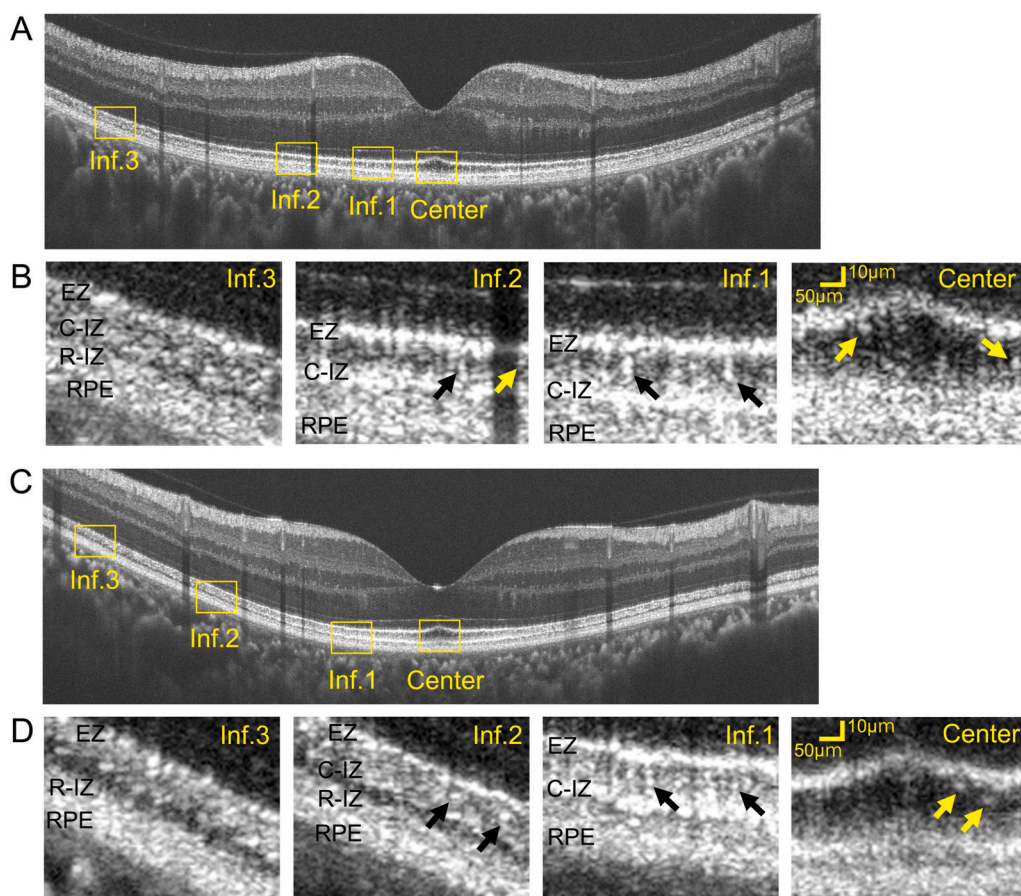 A
Inf.3
Inf.2
Inf.1
Center
B
Inf.3
EZ
C-IZ
R-IZ
RPE
Inf.2
EZ
C-IZ
RPE
Inf.1
EZ
C-IZ
RPE
Center
10µm
50µm
C
Inf.3
Inf.2
Inf.1
Center
D
Inf.3
EZ
R-IZ
RPE
Inf.2
EZ
C-IZ
R-IZ
RPE
Inf.1
EZ
C-IZ
RPE
Center
10µm
50µm